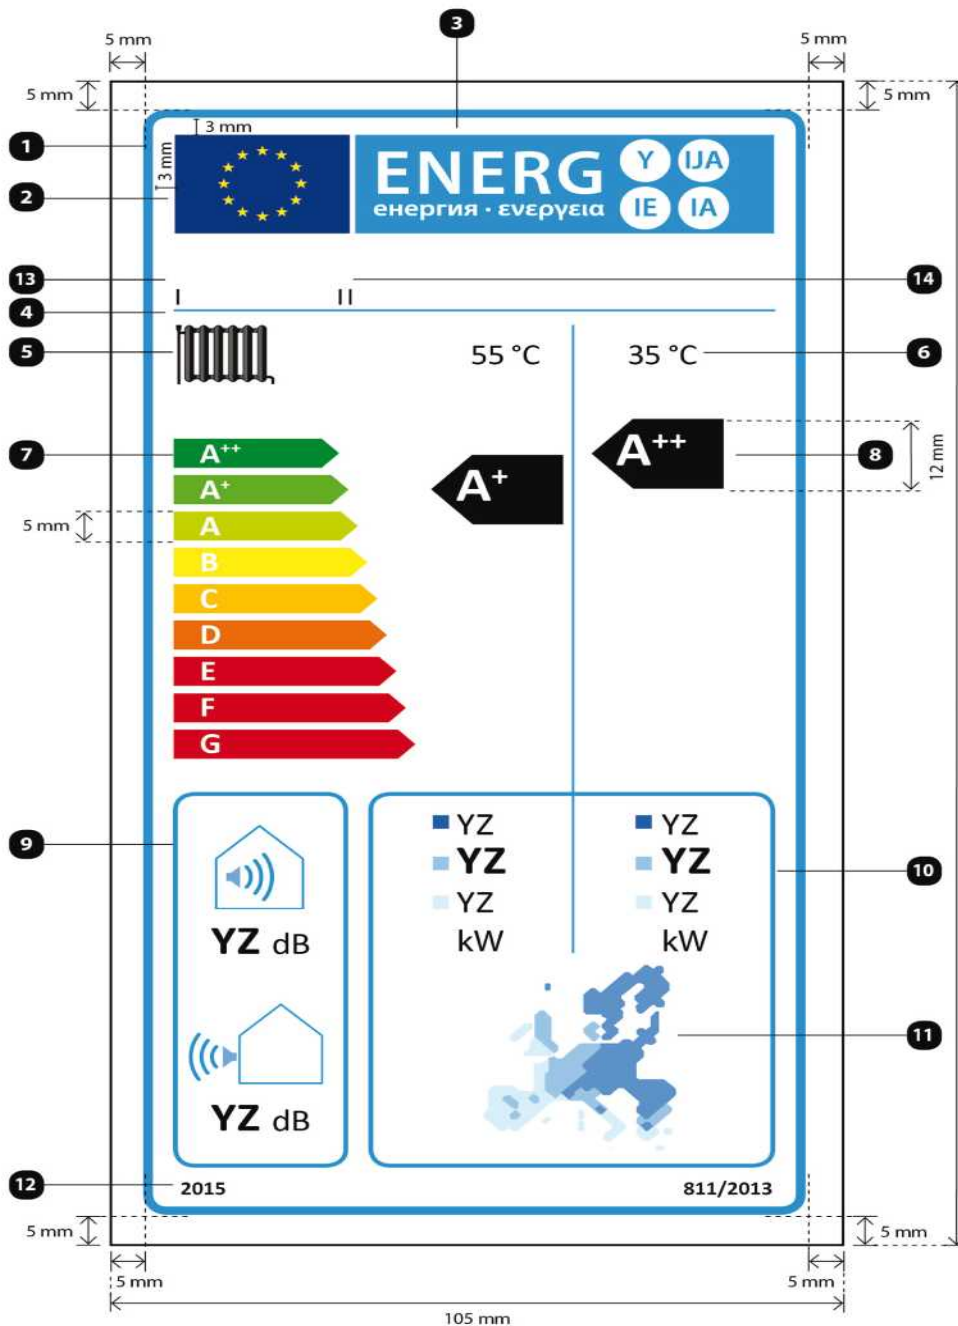 3
5 mm
5 mm
5 mm
5 mm
3 mm
1
3 mm
2
ENERG
Y
IJA
IE
IA
енергия · ενεργεια
13
I
II
14
4
5
55 °C
35 °C
6
7
A++
A+
A++
8
12 mm
A+
5 mm
A
B
C
D
E
F
G
9
YZ
YZ
YZ
YZ
10
YZ
YZ
YZ dB
kW
kW
11
YZ dB
12
2015
811/2013
5 mm
5 mm
5 mm
5 mm
105 mm